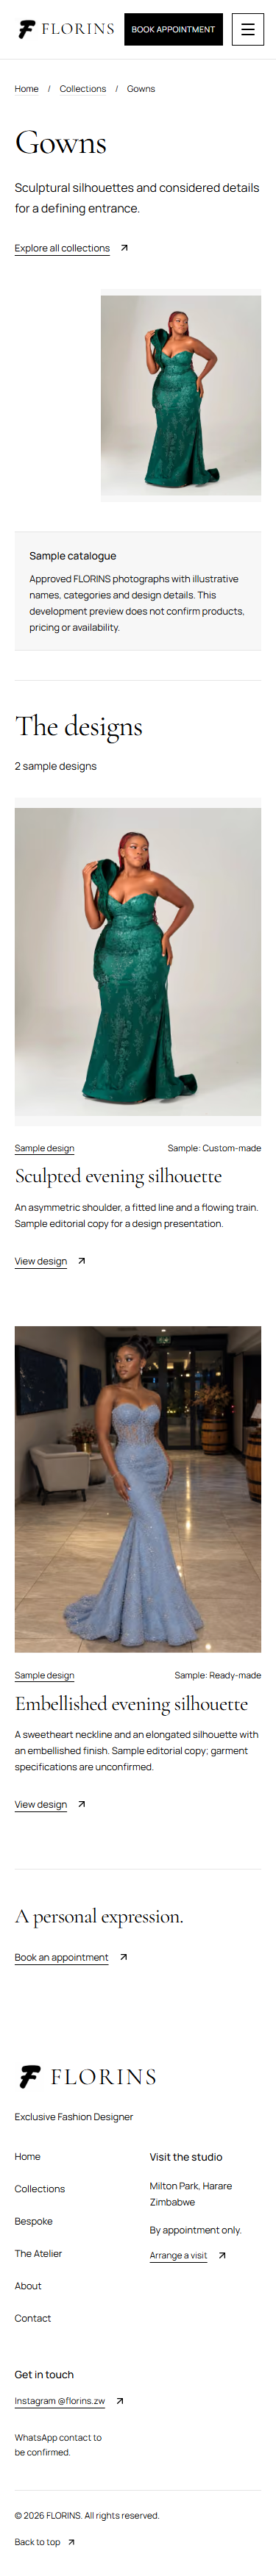 FLORINS
BOOK APPOINTMENT
Home / Collections / Gowns
Gowns
Sculptural silhouettes and considered details
for a defining entrance.
Explore all collections
Sample catalogue
Approved FLORINS photographs with illustrative
names, categories and design details. This
development preview does not confirm products,
pricing or availability.
The designs
2 sample designs
Sample design
Sample: Custom-made
Sculpted evening silhouette
An asymmetric shoulder, a fitted line and a flowing train.
Sample editorial copy for a design presentation.
View design
Sample design
Sample: Ready-made
Embellished evening silhouette
A sweetheart neckline and an elongated silhouette with
an embellished finish. Sample editorial copy; garment
specifications are unconfirmed.
View design
A personal expression.
Book an appointment
FLORINS
Exclusive Fashion Designer
Home
Collections
Bespoke
The Atelier
About
Contact
Visit the studio
Milton Park, Harare
Zimbabwe
By appointment only.
Arrange a visit
Get in touch
Instagram @florins.zw
WhatsApp contact to
be confirmed.
© 2026 FLORINS. All rights reserved.
Back to top